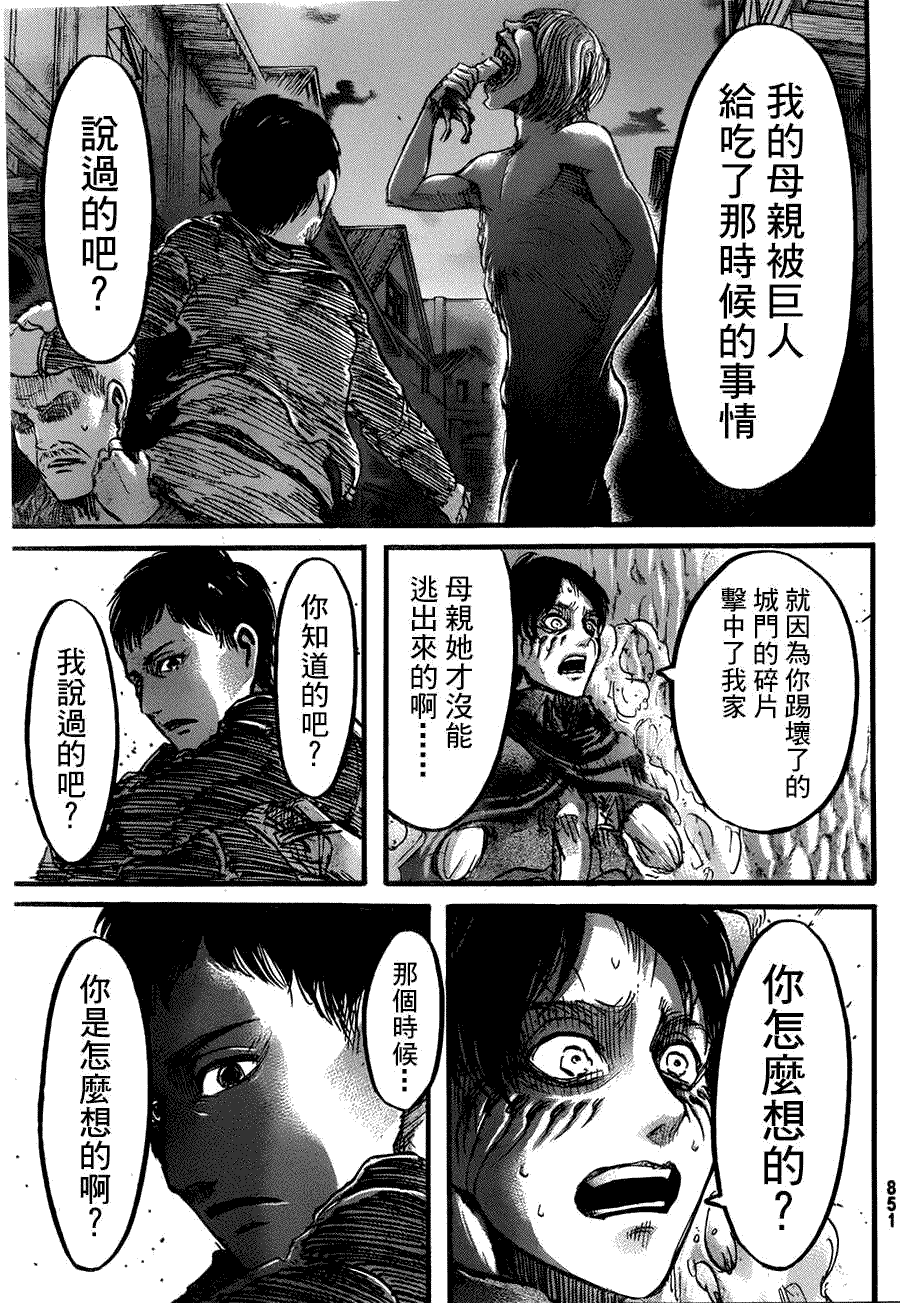 我的母親被巨人
給吃了那時候的事情
說過的吧？
就因為你踢壞了的
城門的碎片
擊中了我家
母親她才沒能
逃出來的啊……
你知道的吧？
我說過的吧？
你怎麼想的？
那個時候…
你是怎麼想的啊？
851